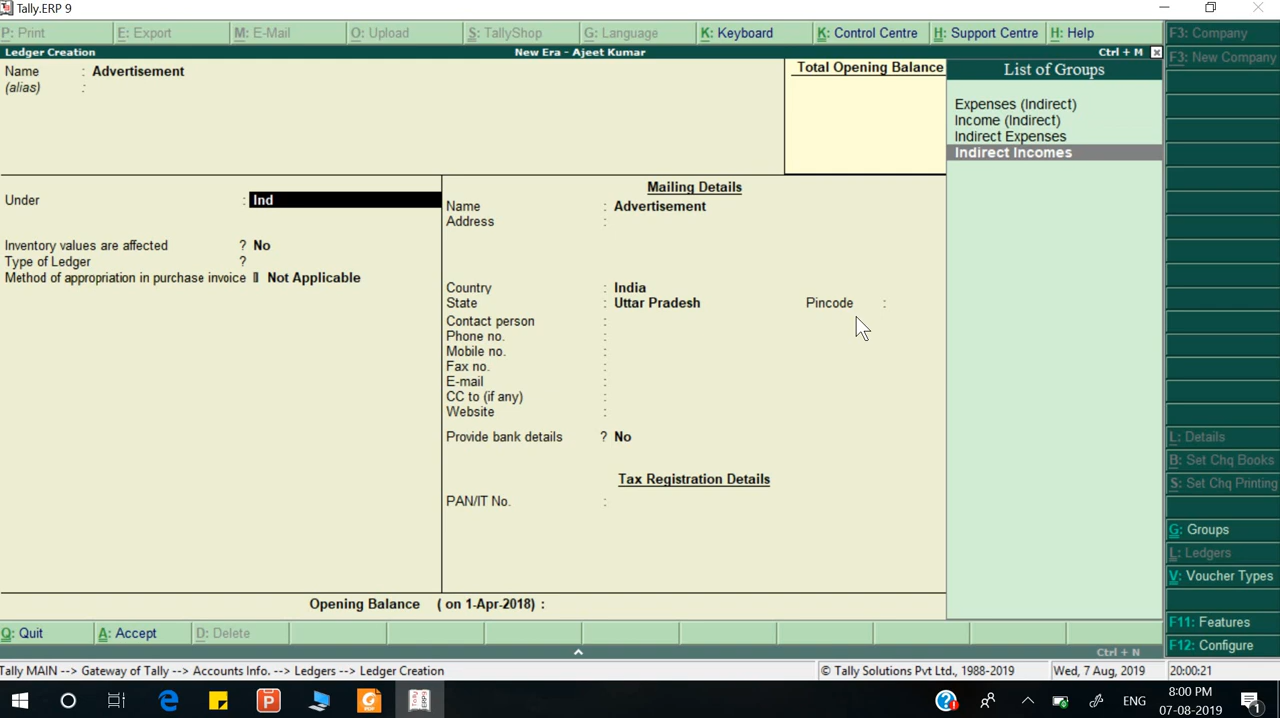 Tally.ERP 9
P: Print E: Export M: E-Mail O: Upload S: TallyShop G: Language K: Keyboard K: Control Centre H: Support Centre H: Help
F3: Company
F3: New Company
Ledger Creation New Era - Ajeet Kumar Ctrl + M
Name : Advertisement
(alias) :
Total Opening Balance
List of Groups
Expenses (Indirect)
Income (Indirect)
Indirect Expenses
Indirect Incomes
Under : Ind
Inventory values are affected ? No
Type of Ledger ?
Method of appropriation in purchase invoice Not Applicable
Mailing Details
Name : Advertisement
Address :
Country : India
State : Uttar Pradesh Pincode :
Contact person :
Phone no. :
Mobile no. :
Fax no. :
E-mail :
CC to (if any) :
Website :
Provide bank details ? No
Tax Registration Details
PAN/IT No. :
L: Details
B: Set Chq Books
S: Set Chq Printing
G: Groups
L: Ledgers
V: Voucher Types
F11: Features
F12: Configure
Opening Balance ( on 1-Apr-2018) :
Q: Quit A: Accept D: Delete
Ctrl + N
Tally MAIN --> Gateway of Tally --> Accounts Info. --> Ledgers --> Ledger Creation © Tally Solutions Pvt Ltd., 1988-2019 Wed, 7 Aug, 2019 20:00:21
ENG 8:00 PM
07-08-2019